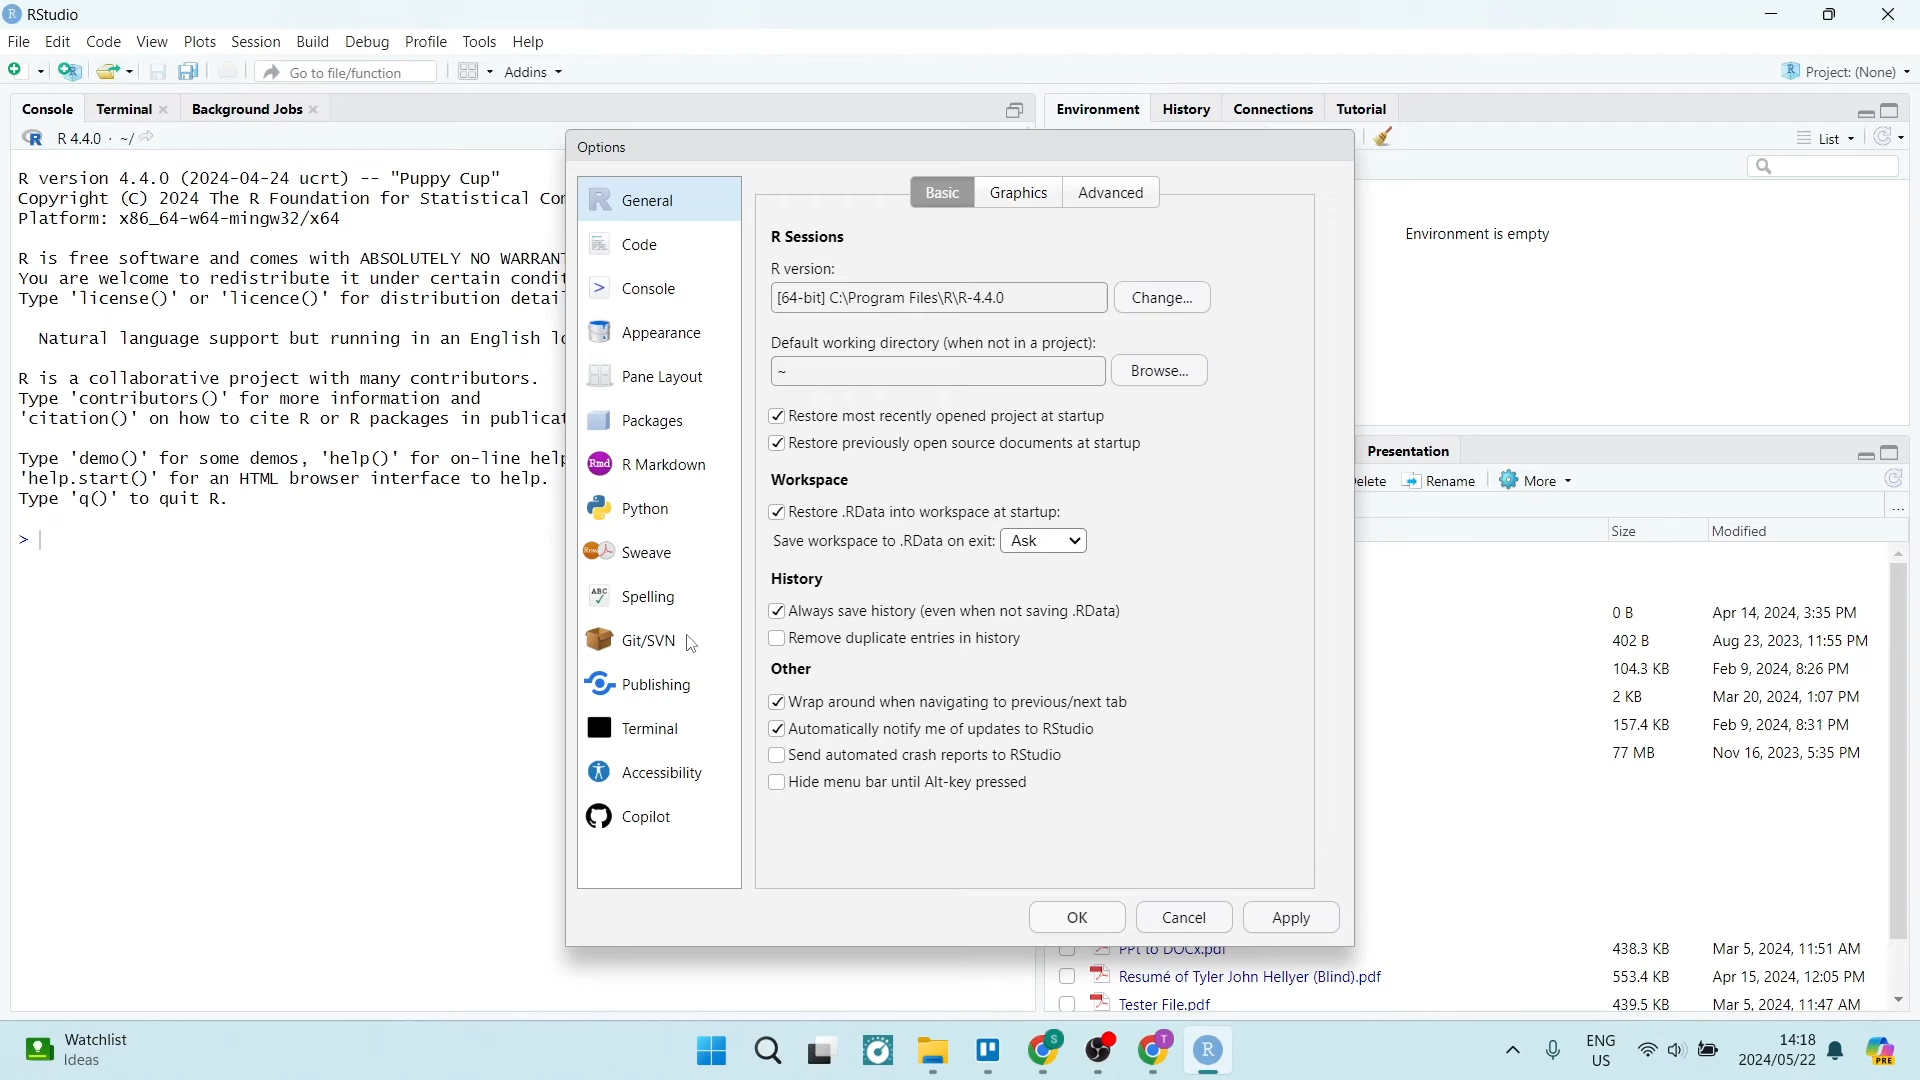 RStudio
File Edit Code View Plots Session Build Debug Profile Tools Help
Go to file/function Addins Project: (None)
Console Terminal Background Jobs
R 4.4.0 · ~/
R version 4.4.0 (2024-04-24 ucrt) -- "Puppy Cup"
Copyright (C) 2024 The R Foundation for Statistical Co
Platform: x86_64-w64-mingw32/x64
R is free software and comes with ABSOLUTELY NO WARRAN
You are welcome to redistribute it under certain condi
Type 'license()' or 'licence()' for distribution detai
Natural language support but running in an English l
R is a collaborative project with many contributors.
Type 'contributors()' for more information and
'citation()' on how to cite R or R packages in publica
Type 'demo()' for some demos, 'help()' for on-line hel
'help.start()' for an HTML browser interface to help.
Type 'q()' to quit R.
>
Options
General
Code
Console
Appearance
Pane Layout
Packages
Rmd R Markdown
Python
Sweave
ABC Spelling
Git/SVN
Publishing
Terminal
Accessibility
Copilot
Basic Graphics Advanced
R Sessions
R version:
[64-bit] C:\Program Files\R\R-4.4.0 Change...
Default working directory (when not in a project):
~ Browse...
Restore most recently opened project at startup
Restore previously open source documents at startup
Workspace
Restore .RData into workspace at startup:
Save workspace to .RData on exit: Ask
History
Always save history (even when not saving .RData)
Remove duplicate entries in history
Other
Wrap around when navigating to previous/next tab
Automatically notify me of updates to RStudio
Send automated crash reports to RStudio
Hide menu bar until Alt-key pressed
OK Cancel Apply
Environment History Connections Tutorial
List
Environment is empty
Presentation
elete Rename More
...
Size Modified
0 B Apr 14, 2024, 3:35 PM
402 B Aug 23, 2023, 11:55 PM
104.3 KB Feb 9, 2024, 8:26 PM
2 KB Mar 20, 2024, 1:07 PM
157.4 KB Feb 9, 2024, 8:31 PM
77 MB Nov 16, 2023, 5:35 PM
PPt to DOCx.pdf 438.3 KB Mar 5, 2024, 11:51 AM
Resumé of Tyler John Hellyer (Blind).pdf 553.4 KB Apr 15, 2024, 12:05 PM
Tester File.pdf 439.5 KB Mar 5, 2024, 11:47 AM
Watchlist
Ideas
S
T
R
ENG
US
14:18
2024/05/22
PRE